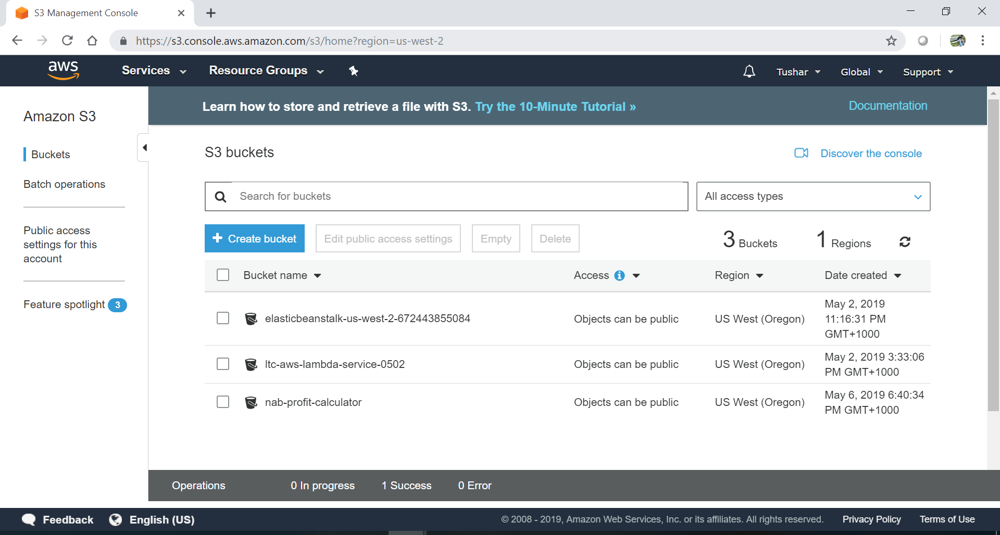 S3 Management Console
https://s3.console.aws.amazon.com/s3/home?region=us-west-2
aws
Services
Resource Groups
Tushar
Global
Support
Amazon S3
Buckets
Batch operations
Public access
settings for this
account
Feature spotlight 3
Learn how to store and retrieve a file with S3. Try the 10-Minute Tutorial »
Documentation
S3 buckets
Discover the console
Search for buckets
All access types
+ Create bucket
Edit public access settings
Empty
Delete
3 Buckets
1 Regions
Bucket name
Access
Region
Date created
elasticbeanstalk-us-west-2-672443855084
Objects can be public
US West (Oregon)
May 2, 2019
11:16:31 PM
GMT+1000
ltc-aws-lambda-service-0502
Objects can be public
US West (Oregon)
May 2, 2019 3:33:06
PM GMT+1000
nab-profit-calculator
Objects can be public
US West (Oregon)
May 6, 2019 6:40:34
PM GMT+1000
Operations
0 In progress
1 Success
0 Error
Feedback
English (US)
© 2008 - 2019, Amazon Web Services, Inc. or its affiliates. All rights reserved.
Privacy Policy
Terms of Use